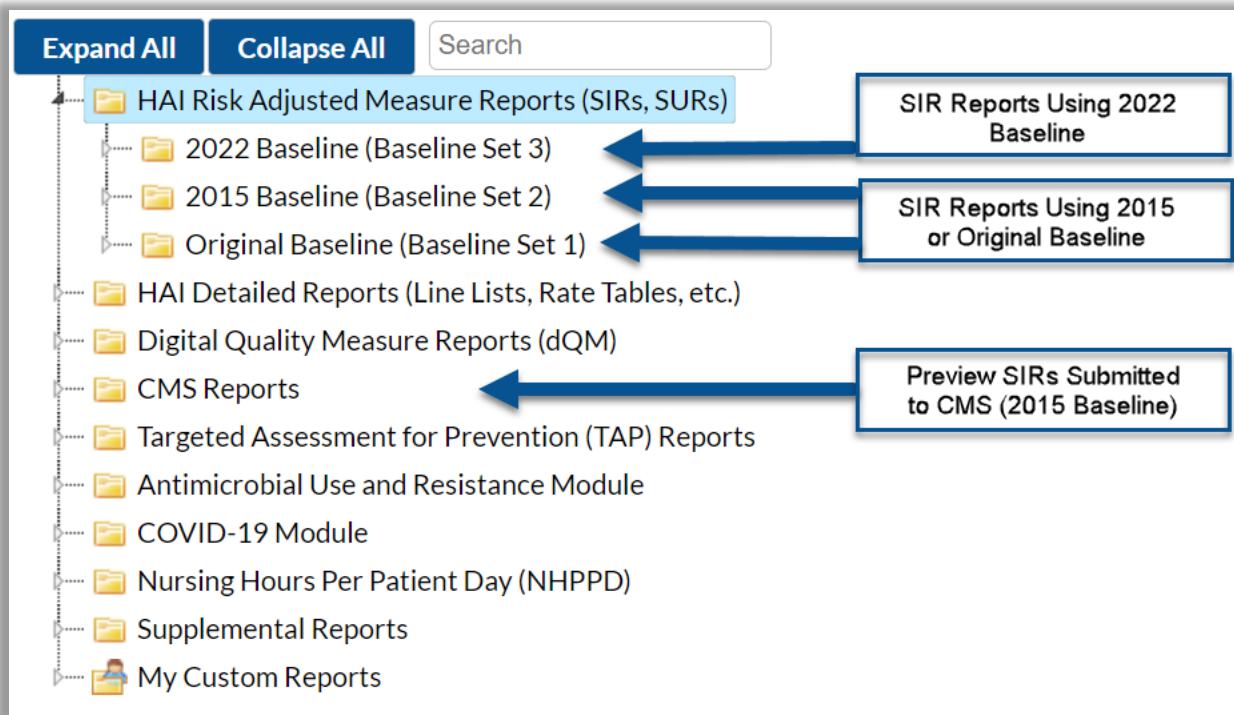 Expand All
Collapse All
Search
HAI Risk Adjusted Measure Reports (SIRs, SURs)
SIR Reports Using 2022
Baseline
2022 Baseline (Baseline Set 3)
2015 Baseline (Baseline Set 2)
SIR Reports Using 2015
or Original Baseline
Original Baseline (Baseline Set 1)
HAI Detailed Reports (Line Lists, Rate Tables, etc.)
Digital Quality Measure Reports (dQM)
CMS Reports
Preview SIRs Submitted
to CMS (2015 Baseline)
Targeted Assessment for Prevention (TAP) Reports
Antimicrobial Use and Resistance Module
COVID-19 Module
Nursing Hours Per Patient Day (NHPPD)
Supplemental Reports
My Custom Reports